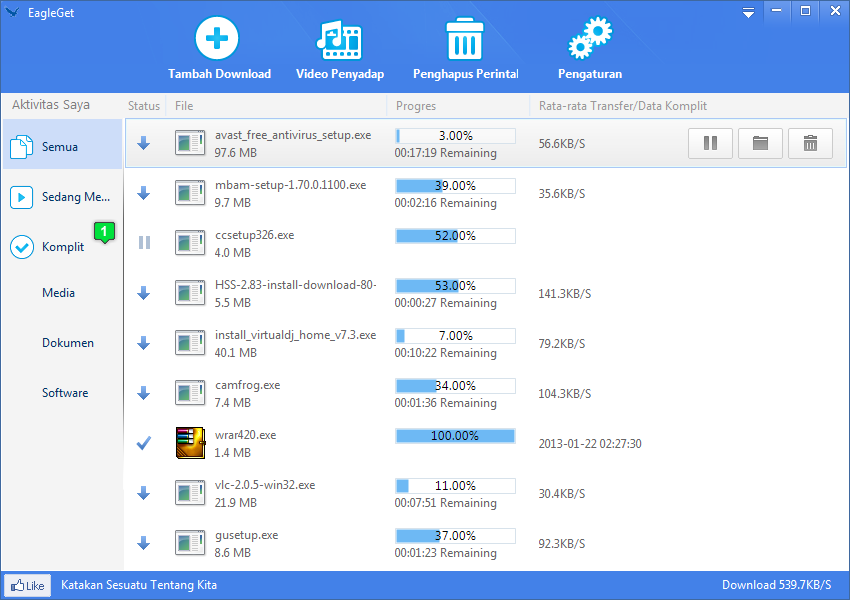 EagleGet
Tambah Download
Video Penyadap
Penghapus Perintal
Pengaturan
Aktivitas Saya
Status
File
Progres
Rata-rata Transfer/Data Komplit
Semua
Sedang Me...
Komplit
1
Media
Dokumen
Software
avast_free_antivirus_setup.exe
97.6 MB
3.00%
00:17:19 Remaining
56.6KB/S
mbam-setup-1.70.0.1100.exe
9.7 MB
39.00%
00:02:16 Remaining
35.6KB/S
ccsetup326.exe
4.0 MB
52.00%
HSS-2.83-install-download-80-
5.5 MB
53.00%
00:00:27 Remaining
141.3KB/S
install_virtualdj_home_v7.3.exe
40.1 MB
7.00%
00:10:22 Remaining
79.2KB/S
camfrog.exe
7.4 MB
34.00%
00:01:36 Remaining
104.3KB/S
wrar420.exe
1.4 MB
100.00%
2013-01-22 02:27:30
vlc-2.0.5-win32.exe
21.9 MB
11.00%
00:07:51 Remaining
30.4KB/S
gusetup.exe
8.6 MB
37.00%
00:01:23 Remaining
92.3KB/S
Like
Katakan Sesuatu Tentang Kita
Download 539.7KB/S